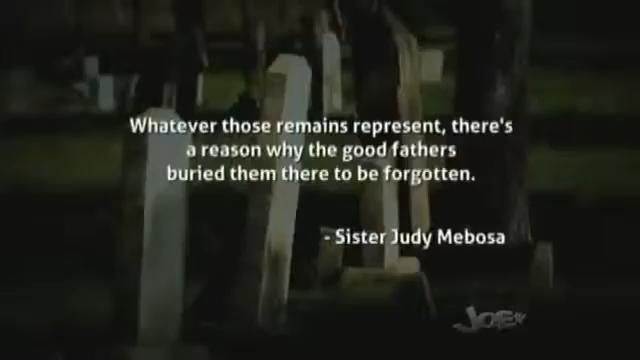 Whatever those remains represent, there's
a reason why the good fathers
buried them there to be forgotten.
- Sister Judy Mebosa
JOEtv